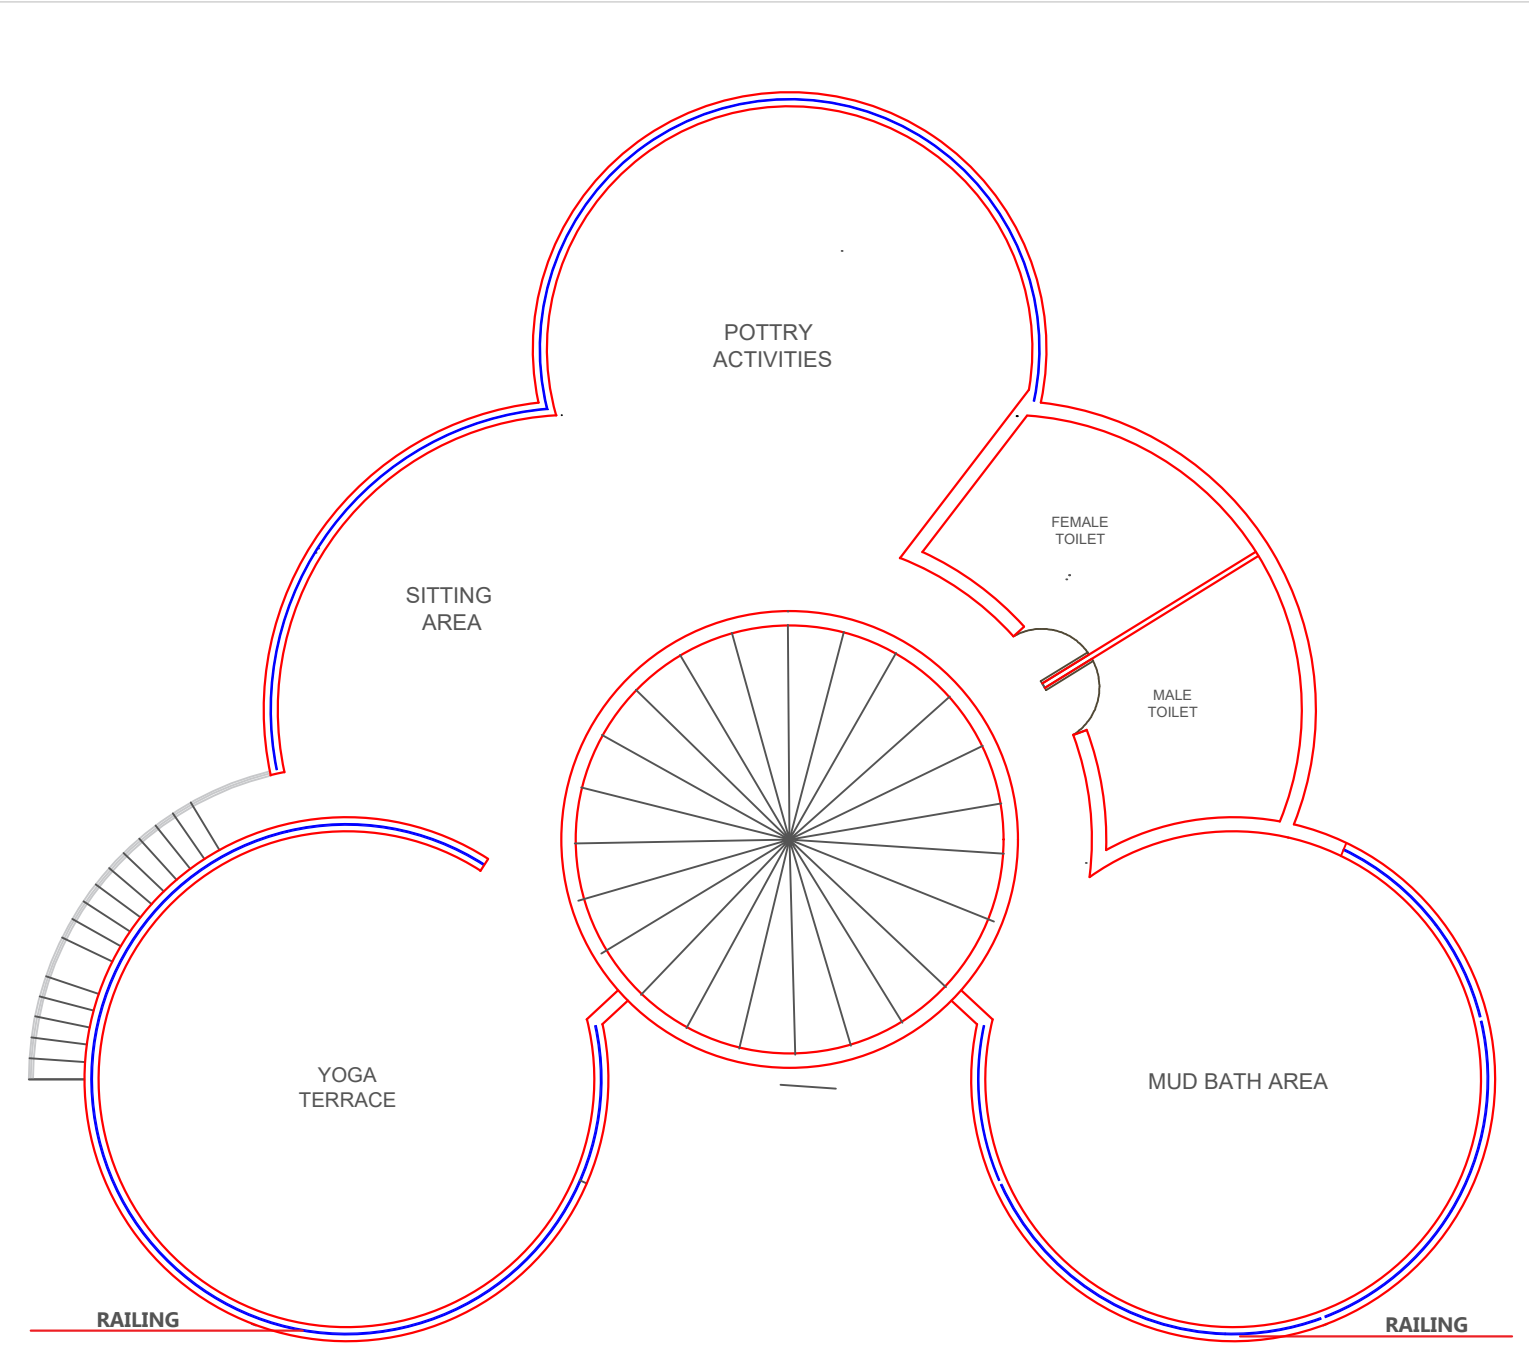 POTTRY
ACTIVITIES
FEMALE
TOILET
SITTING
AREA
MALE
TOILET
YOGA
TERRACE
MUD BATH AREA
RAILING
RAILING